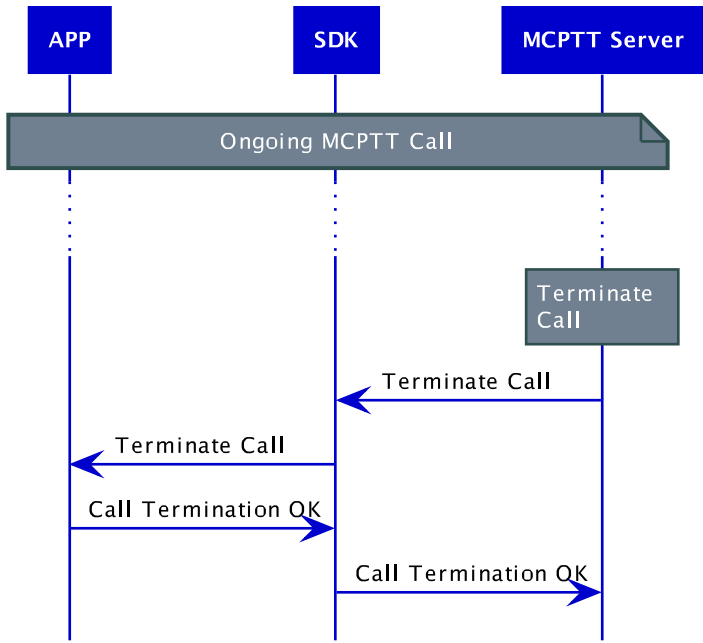 APP SDK MCPTT Server
Ongoing MCPTT Call
Terminate
Call
Terminate Call
Terminate Call
Call Termination OK
Call Termination OK